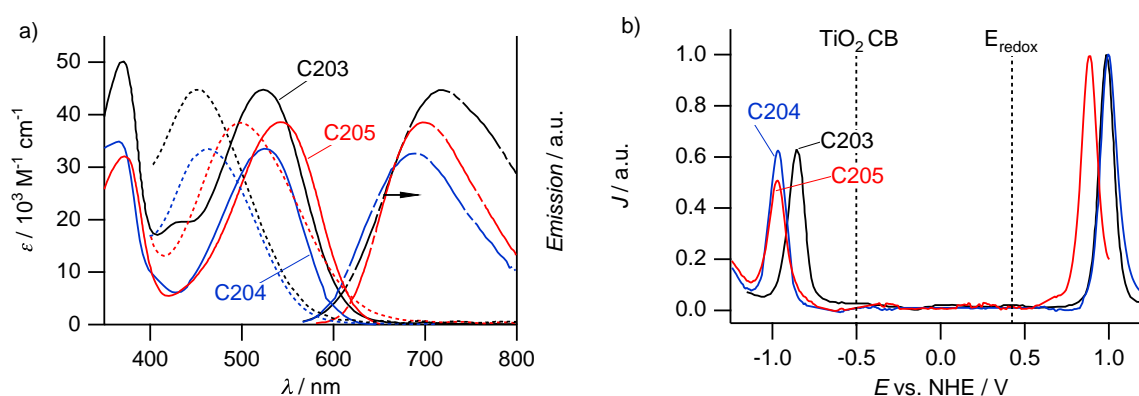 a)
50
40
30
20
10
0
ε / 10³ M⁻¹ cm⁻¹
C203
C205
C204
400
500
600
700
800
λ / nm
Emission / a.u.
b)
TiO₂ CB
E_redox
1.0
0.8
0.6
0.4
0.2
0.0
J / a.u.
C204
C203
C205
-1.0
-0.5
0.0
0.5
1.0
E vs. NHE / V